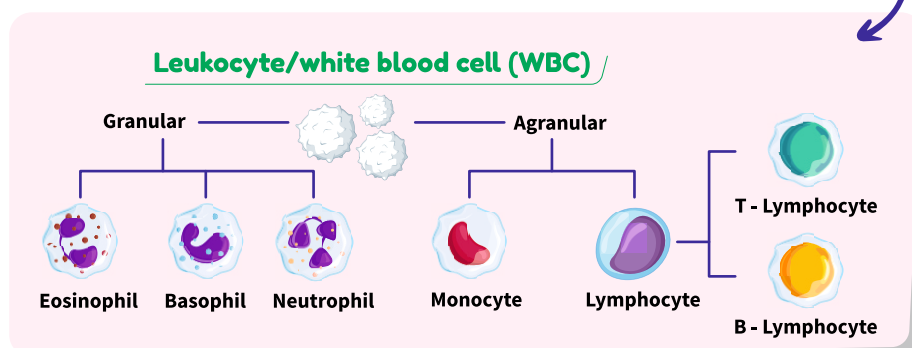 Leukocyte/white blood cell (WBC)
Granular
Agranular
T - Lymphocyte
Eosinophil
Basophil
Neutrophil
Monocyte
Lymphocyte
B - Lymphocyte